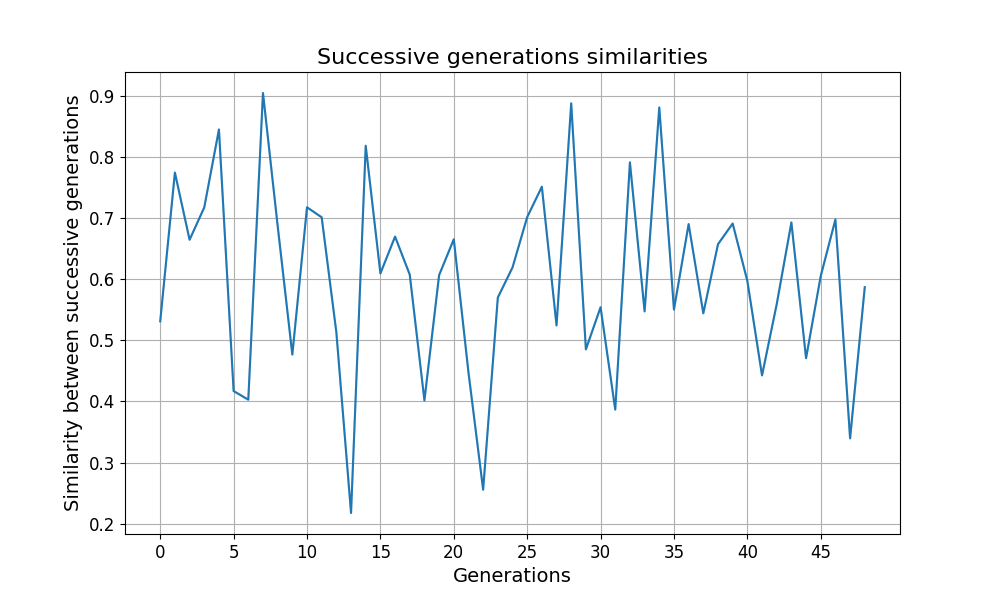 Successive generations similarities
Similarity between successive generations
0.9
0.8
0.7
0.6
0.5
0.4
0.3
0.2
0 5 10 15 20 25 30 35 40 45
Generations